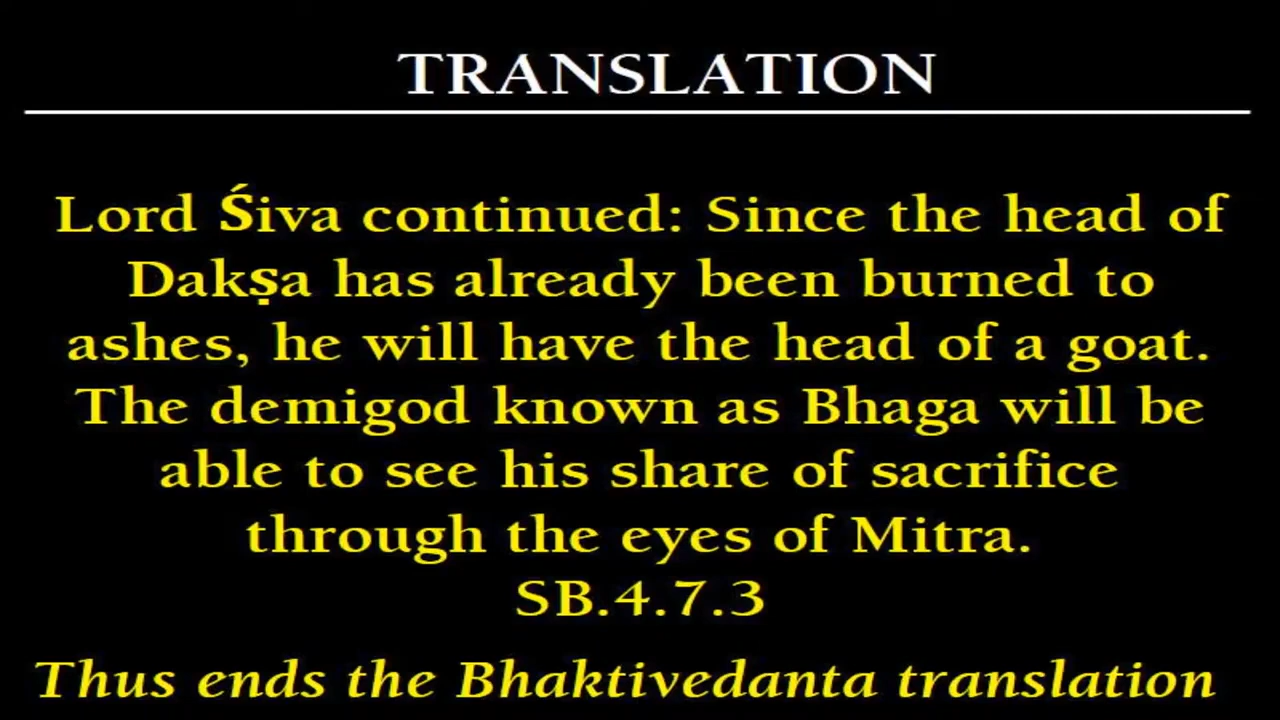 TRANSLATION
Lord Śiva continued: Since the head of
Dakṣa has already been burned to
ashes, he will have the head of a goat.
The demigod known as Bhaga will be
able to see his share of sacrifice
through the eyes of Mitra.
SB.4.7.3
Thus ends the Bhaktivedanta translation